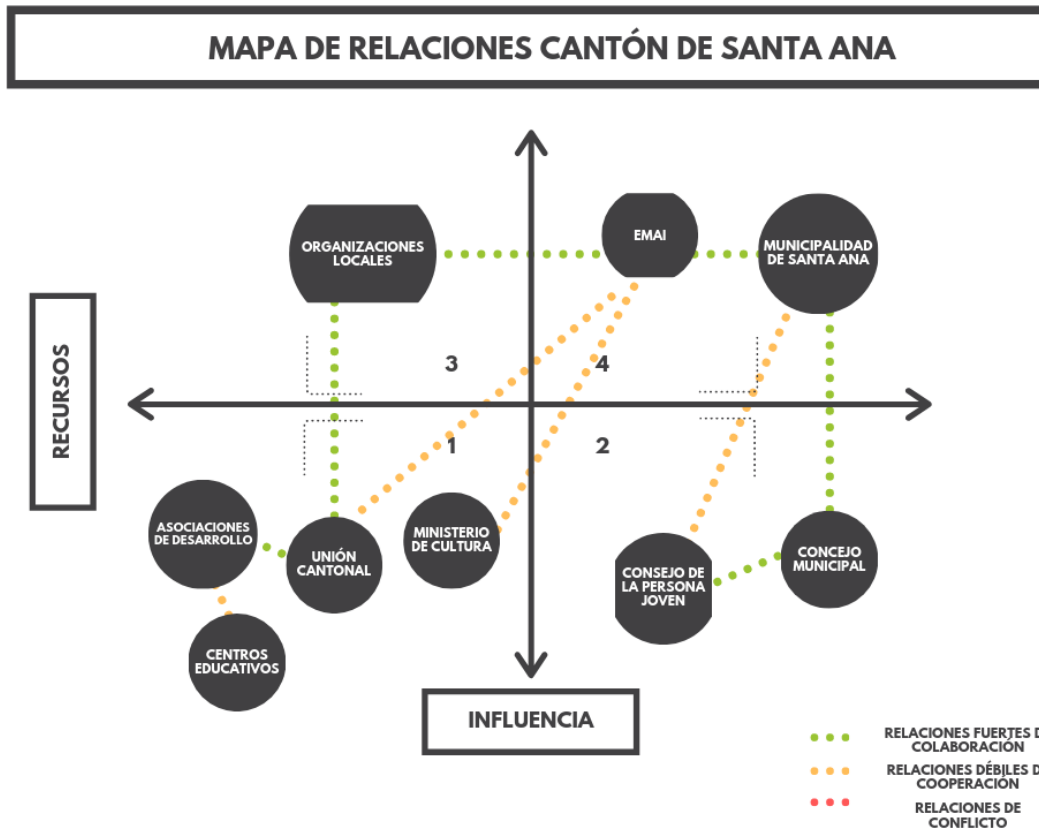 MAPA DE RELACIONES CANTÓN DE SANTA ANA
ORGANIZACIONES
LOCALES
EMAI
MUNICIPALIDAD
DE SANTA ANA
RECURSOS
3
4
1
2
ASOCIACIONES
DE DESARROLLO
UNIÓN
CANTONAL
MINISTERIO
DE CULTURA
CONSEJO DE
LA PERSONA
JOVEN
CONCEJO
MUNICIPAL
CENTROS
EDUCATIVOS
INFLUENCIA
RELACIONES FUERTES D
COLABORACIÓN
RELACIONES DÉBILES D
COOPERACIÓN
RELACIONES DE
CONFLICTO